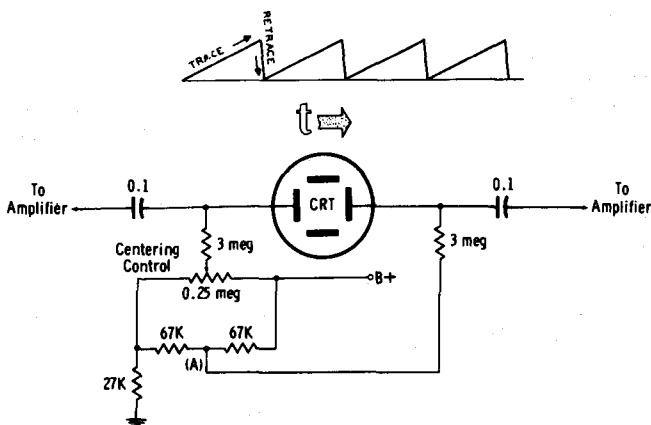 TRACE
RETRACE
t
To
Amplifier
0.1
CRT
0.1
To
Amplifier
3 meg
3 meg
Centering
Control
0.25 meg
B+
67K
67K
(A)
27K